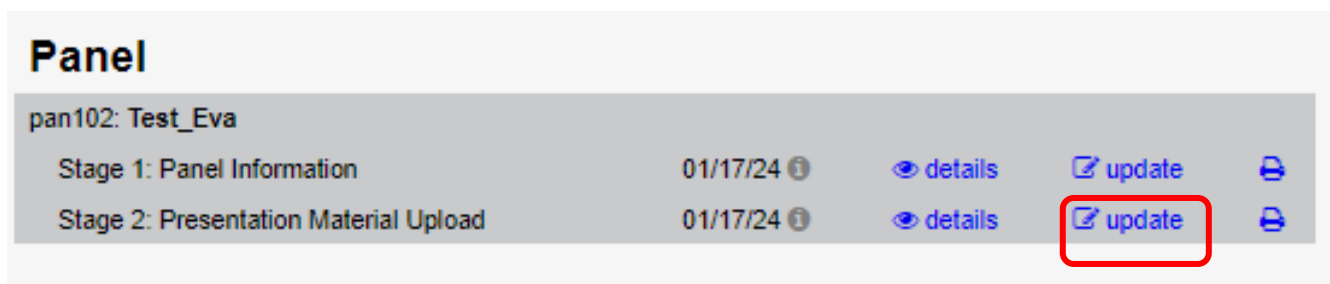 Panel
pan102: Test_Eva
Stage 1: Panel Information 01/17/24 details update
Stage 2: Presentation Material Upload 01/17/24 details update